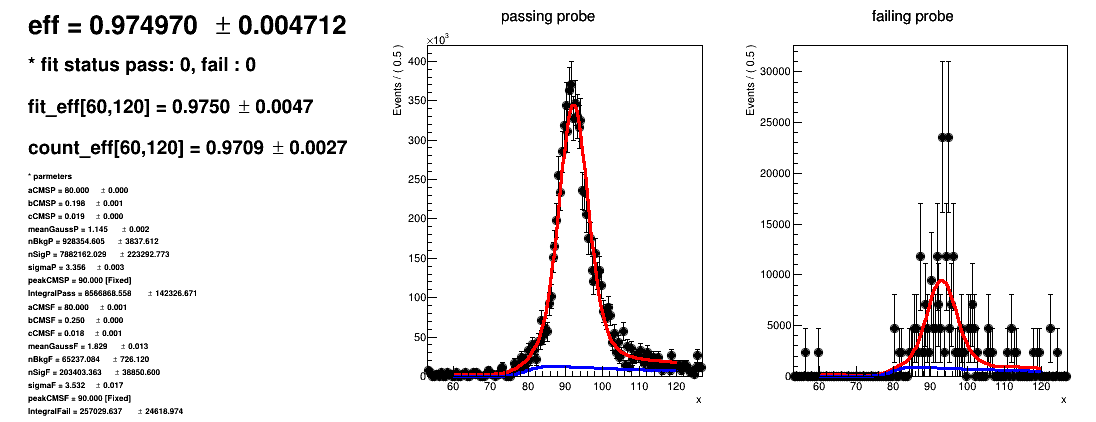 eff = 0.974970 ± 0.004712
* fit status pass: 0, fail : 0
fit_eff[60,120] = 0.9750 ± 0.0047
count_eff[60,120] = 0.9709 ± 0.0027
* parmeters
aCMSP = 80.000 ± 0.000
bCMSP = 0.198 ± 0.001
cCMSP = 0.019 ± 0.000
meanGaussP = 1.145 ± 0.002
nBkgP = 928354.605 ± 3837.612
nSigP = 7882162.029 ± 223292.773
sigmaP = 3.356 ± 0.003
peakCMSP = 90.000 [Fixed]
IntegralPass = 8566868.558 ± 142326.671
aCMSF = 80.000 ± 0.001
bCMSF = 0.250 ± 0.000
cCMSF = 0.018 ± 0.001
meanGaussF = 1.829 ± 0.013
nBkgF = 65237.084 ± 726.120
nSigF = 203403.363 ± 38850.600
sigmaF = 3.532 ± 0.017
peakCMSF = 90.000 [Fixed]
IntegralFail = 257029.637 ± 24618.974
passing probe
×10³
Events / ( 0.5 )
400
350
300
250
200
150
100
50
0
60 70 80 90 100 110 120
x
failing probe
Events / ( 0.5 )
30000
25000
20000
15000
10000
5000
0
60 70 80 90 100 110 120
x